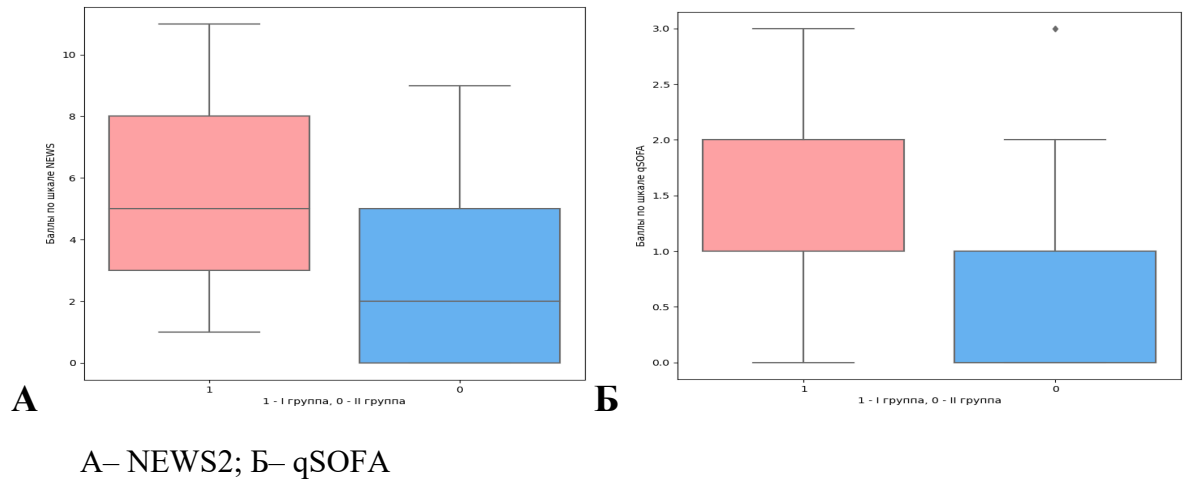 10
8
6
4
2
0
Баллы по шкале NEWS
1
0
1 - I группа, 0 - II группа
А
3.0
2.5
2.0
1.5
1.0
0.5
0.0
Баллы по шкале qSOFA
1
0
1 - I группа, 0 - II группа
Б
А– NEWS2; Б– qSOFA